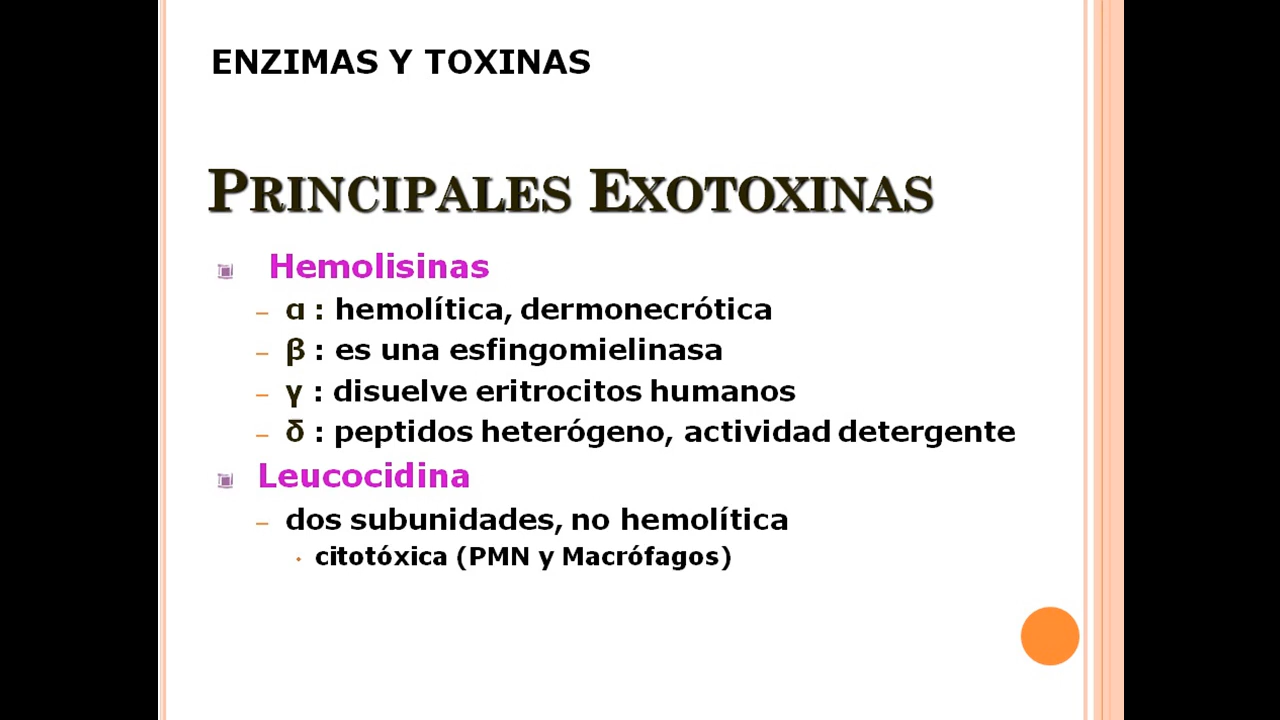 ENZIMAS Y TOXINAS
PRINCIPALES EXOTOXINAS
Hemolisinas
– α : hemolítica, dermonecrótica
– β : es una esfingomielinasa
– γ : disuelve eritrocitos humanos
– δ : peptidos heterógeno, actividad detergente
Leucocidina
– dos subunidades, no hemolítica
• citotóxica (PMN y Macrófagos)